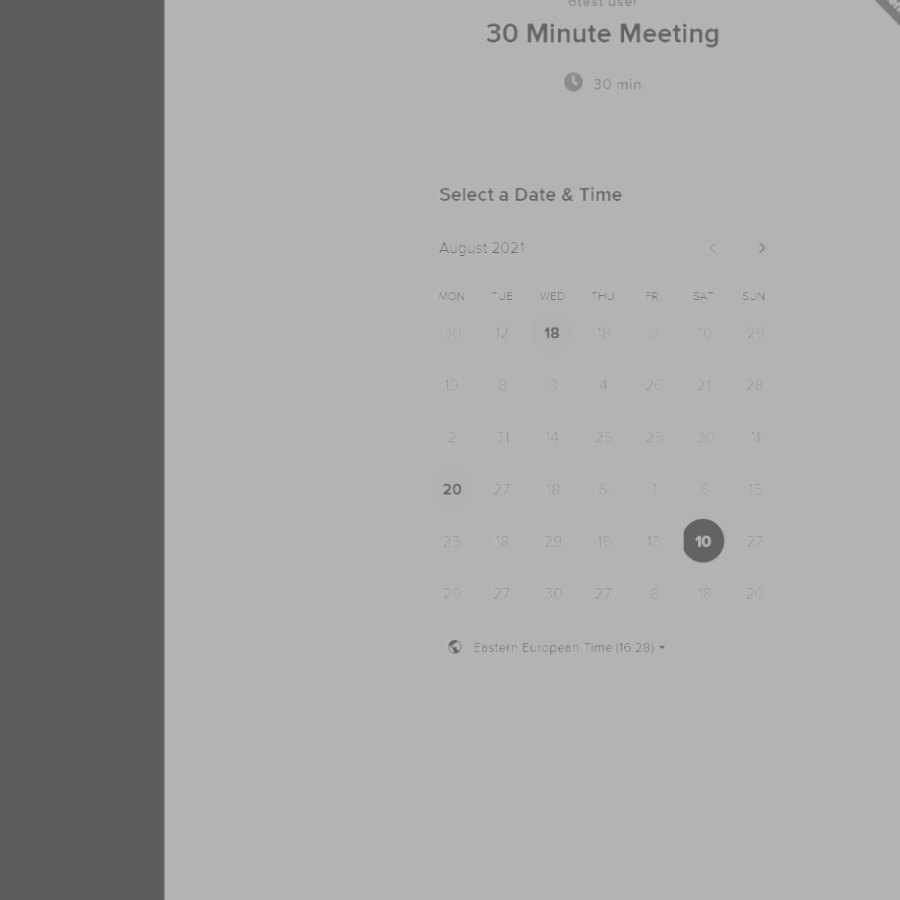 6test user
30 Minute Meeting
30 min
Select a Date & Time
August 2021
MON TUE WED THU FRI SAT SUN
30 12 18 18 3 10 29
19 8 3 4 26 21 28
2 31 14 25 25 30 11
20 27 18 6 1 6 15
25 18 29 16 13 10 27
29 27 30 27 8 18 20
Eastern European Time (16:28)